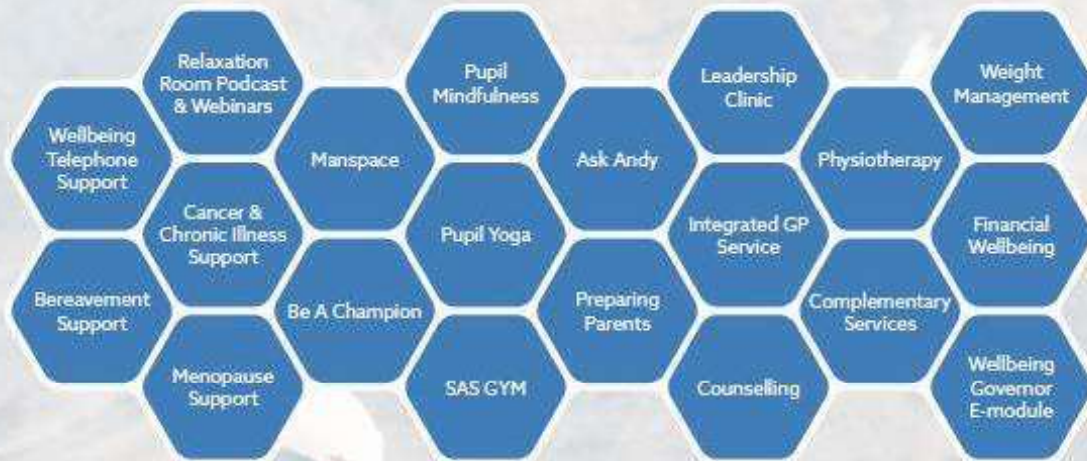 Relaxation
Room Podcast
& Webinars
Pupil
Mindfulness
Leadership
Clinic
Weight
Management
Wellbeing
Telephone
Support
Manspace
Ask Andy
Physiotherapy
Cancer &
Chronic Illness
Support
Pupil Yoga
Integrated GP
Service
Financial
Wellbeing
Bereavement
Support
Be A Champion
Preparing
Parents
Complementary
Services
Menopause
Support
SAS GYM
Counselling
Wellbeing
Governor
E-module